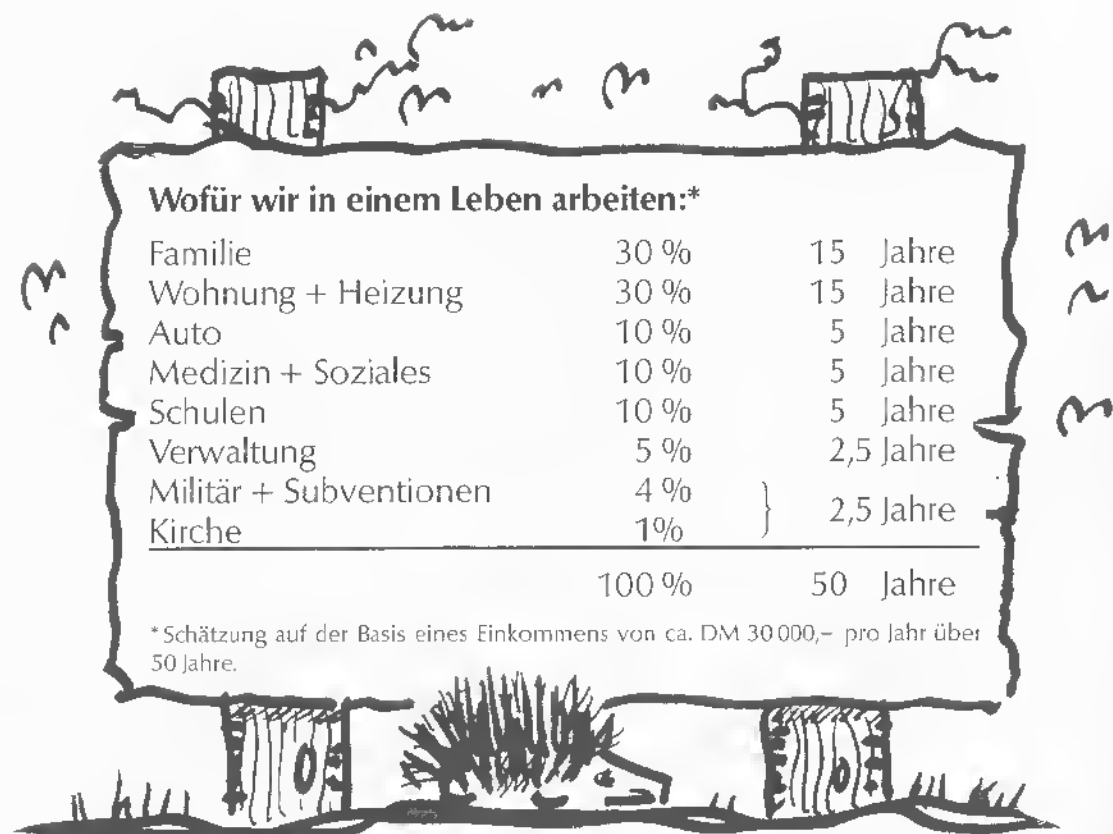 Wofür wir in einem Leben arbeiten:*
Familie 30 % 15 Jahre
Wohnung + Heizung 30 % 15 Jahre
Auto 10 % 5 Jahre
Medizin + Soziales 10 % 5 Jahre
Schulen 10 % 5 Jahre
Verwaltung 5 % 2,5 Jahre
Militär + Subventionen 4 % } 2,5 Jahre
Kirche 1%
100 % 50 Jahre
*Schätzung auf der Basis eines Einkommens von ca. DM 30 000,– pro Jahr über
50 Jahre.